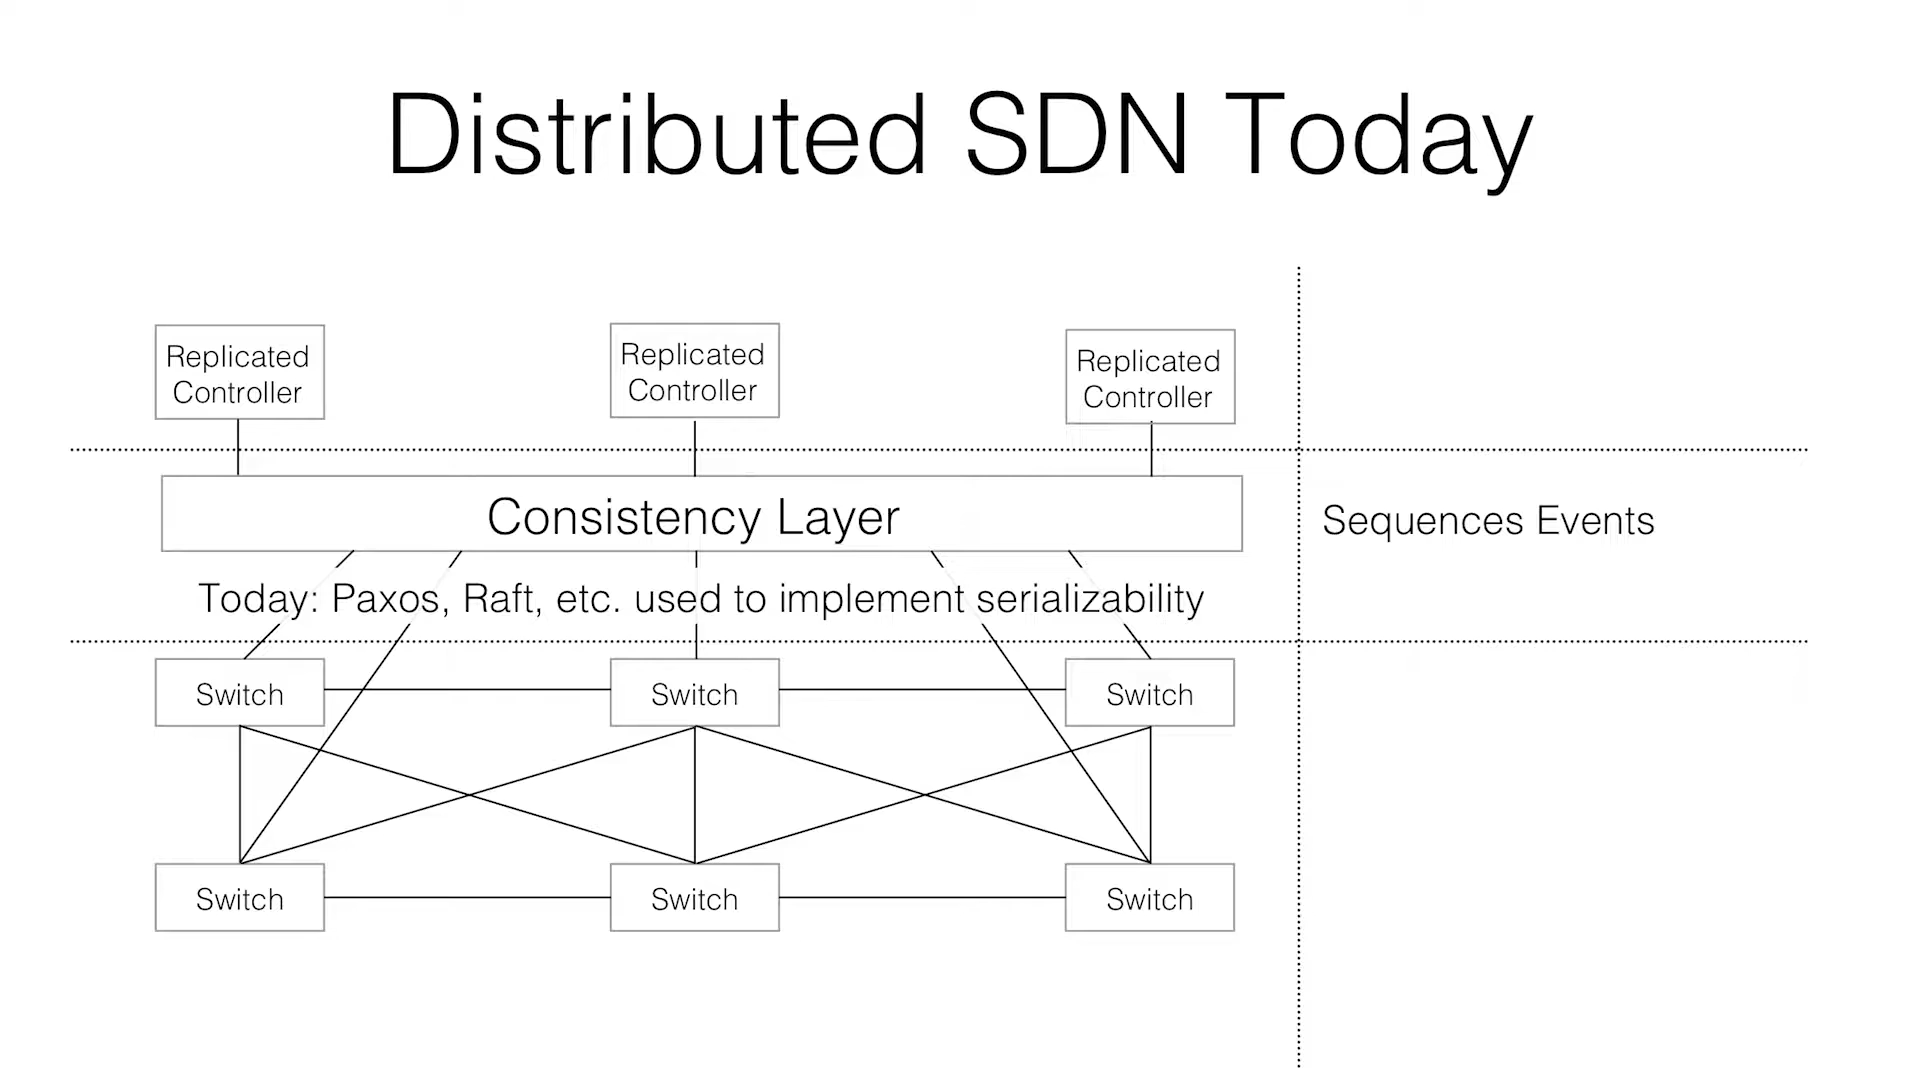 Distributed SDN Today
Replicated
Controller
Replicated
Controller
Replicated
Controller
Consistency Layer
Sequences Events
Today: Paxos, Raft, etc. used to implement serializability
Switch
Switch
Switch
Switch
Switch
Switch